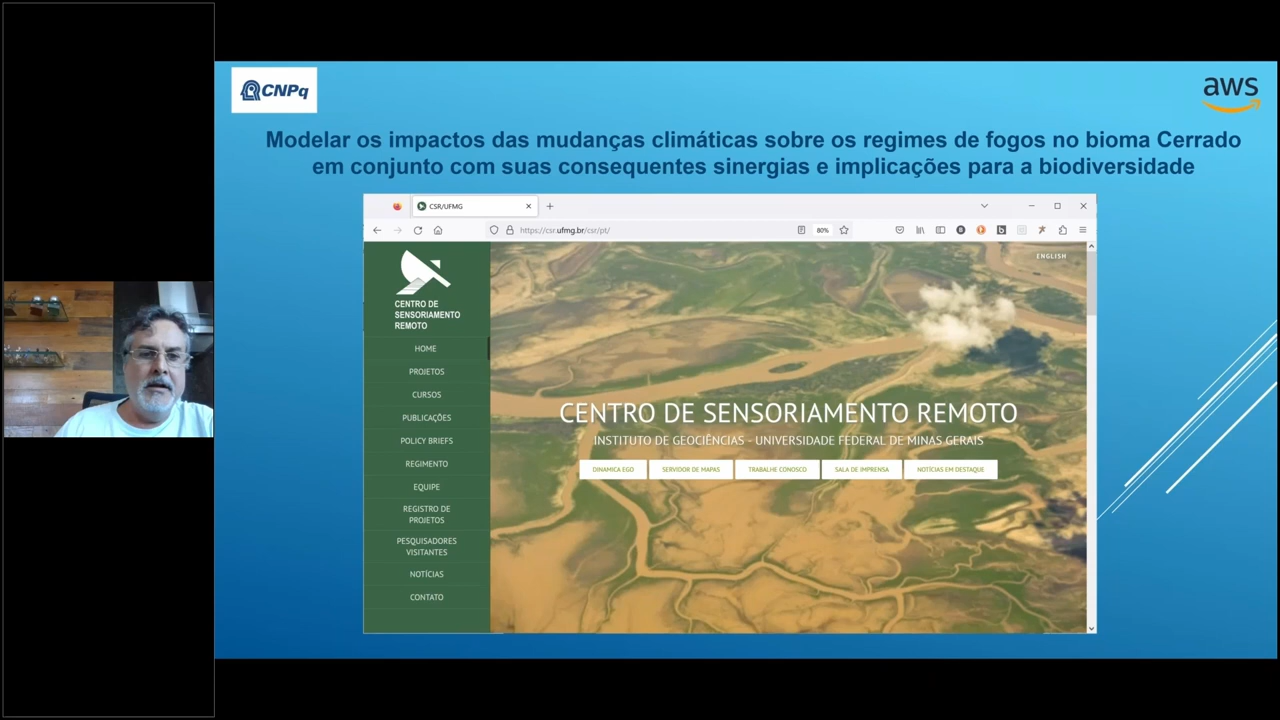 CNPq
aws
Modelar os impactos das mudanças climáticas sobre os regimes de fogos no bioma Cerrado
em conjunto com suas consequentes sinergias e implicações para a biodiversidade
CSR/UFMG
https://csr.ufmg.br/csr/pt/
80%
CENTRO DE
SENSORIAMENTO
REMOTO
HOME
PROJETOS
CURSOS
PUBLICAÇÕES
POLICY BRIEFS
REGIMENTO
EQUIPE
REGISTRO DE
PROJETOS
PESQUISADORES
VISITANTES
NOTÍCIAS
CONTATO
ENGLISH
CENTRO DE SENSORIAMENTO REMOTO
INSTITUTO DE GEOCIÊNCIAS - UNIVERSIDADE FEDERAL DE MINAS GERAIS
DINAMICA EGO
SERVIDOR DE MAPAS
TRABALHE CONOSCO
SALA DE IMPRENSA
NOTÍCIAS EM DESTAQUE